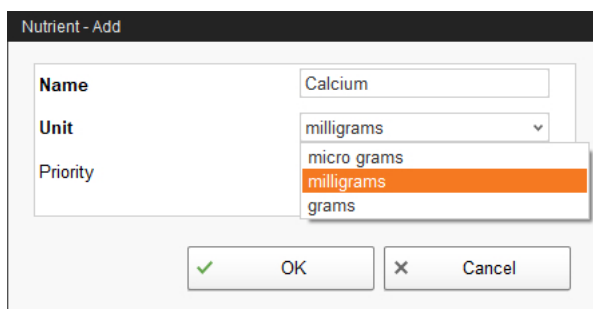 Nutrient - Add
Name Calcium
Unit milligrams
micro grams
Priority
milligrams
grams
OK Cancel